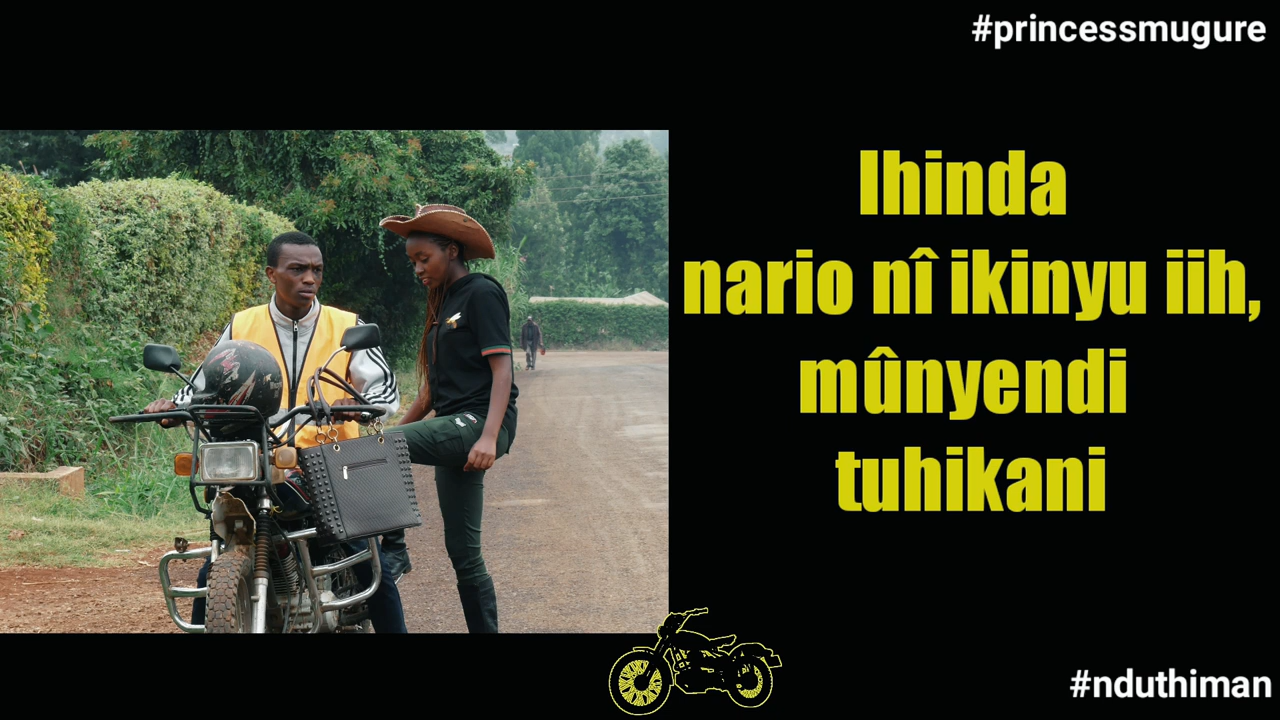 #princessmugure
Ihinda
nario nî ikinyu iih,
mûnyendi
tuhikani
#nduthiman